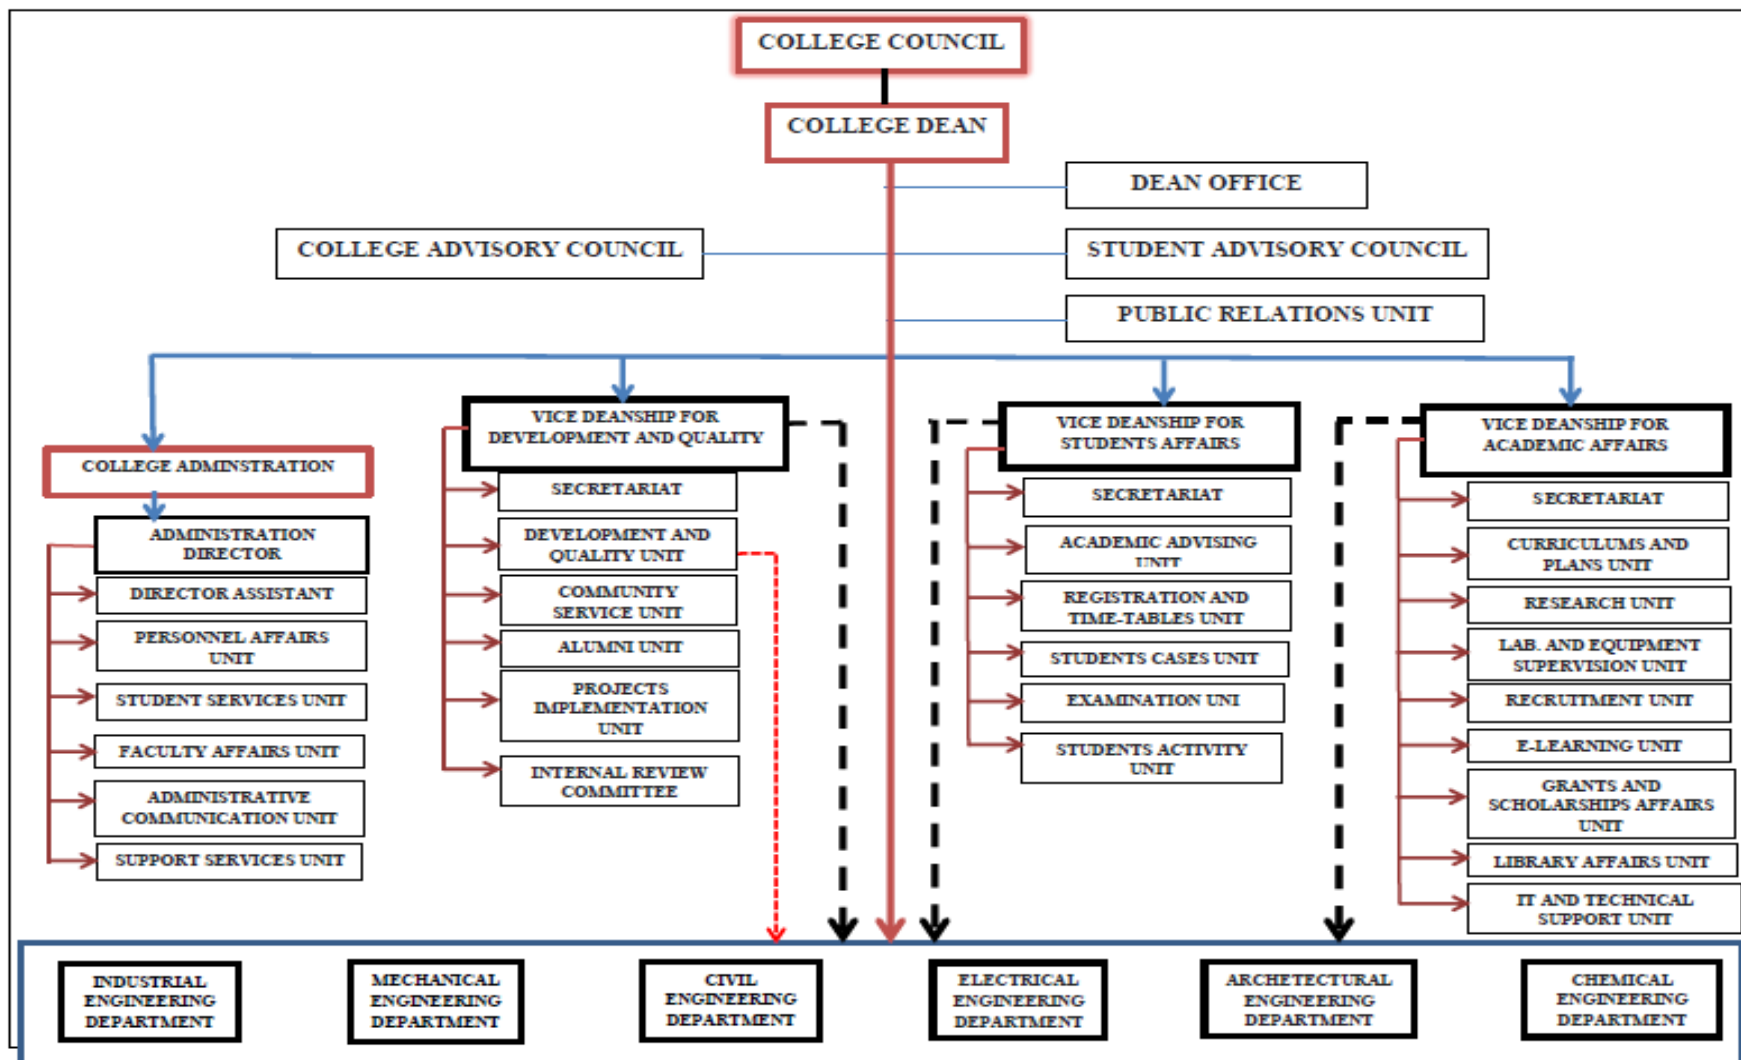 COLLEGE COUNCIL
COLLEGE DEAN
DEAN OFFICE
COLLEGE ADVISORY COUNCIL
STUDENT ADVISORY COUNCIL
PUBLIC RELATIONS UNIT
COLLEGE ADMINSTRATION
ADMINISTRATION
DIRECTOR
DIRECTOR ASSISTANT
PERSONNEL AFFAIRS
UNIT
STUDENT SERVICES UNIT
FACULTY AFFAIRS UNIT
ADMINISTRATIVE
COMMUNICATION UNIT
SUPPORT SERVICES UNIT
VICE DEANSHIP FOR
DEVELOPMENT AND QUALITY
SECRETARIAT
DEVELOPMENT AND
QUALITY UNIT
COMMUNITY
SERVICE UNIT
ALUMNI UNIT
PROJECTS
IMPLEMENTATION
UNIT
INTERNAL REVIEW
COMMITTEE
VICE DEANSHIP FOR
STUDENTS AFFAIRS
SECRETARIAT
ACADEMIC ADVISING
UNIT
REGISTRATION AND
TIME-TABLES UNIT
STUDENTS CASES UNIT
EXAMINATION UNI
STUDENTS ACTIVITY
UNIT
VICE DEANSHIP FOR
ACADEMIC AFFAIRS
SECRETARIAT
CURRICULUMS AND
PLANS UNIT
RESEARCH UNIT
LAB. AND EQUIPMENT
SUPERVISION UNIT
RECRUITMENT UNIT
E-LEARNING UNIT
GRANTS AND
SCHOLARSHIPS AFFAIRS
UNIT
LIBRARY AFFAIRS UNIT
IT AND TECHNICAL
SUPPORT UNIT
INDUSTRIAL
ENGINEERING
DEPARTMENT
MECHANICAL
ENGINEERING
DEPARTMENT
CIVIL
ENGINEERING
DEPARTMENT
ELECTRICAL
ENGINEERING
DEPARTMENT
ARCHETECTURAL
ENGINEERING
DEPARTMENT
CHEMICAL
ENGINEERING
DEPARTMENT